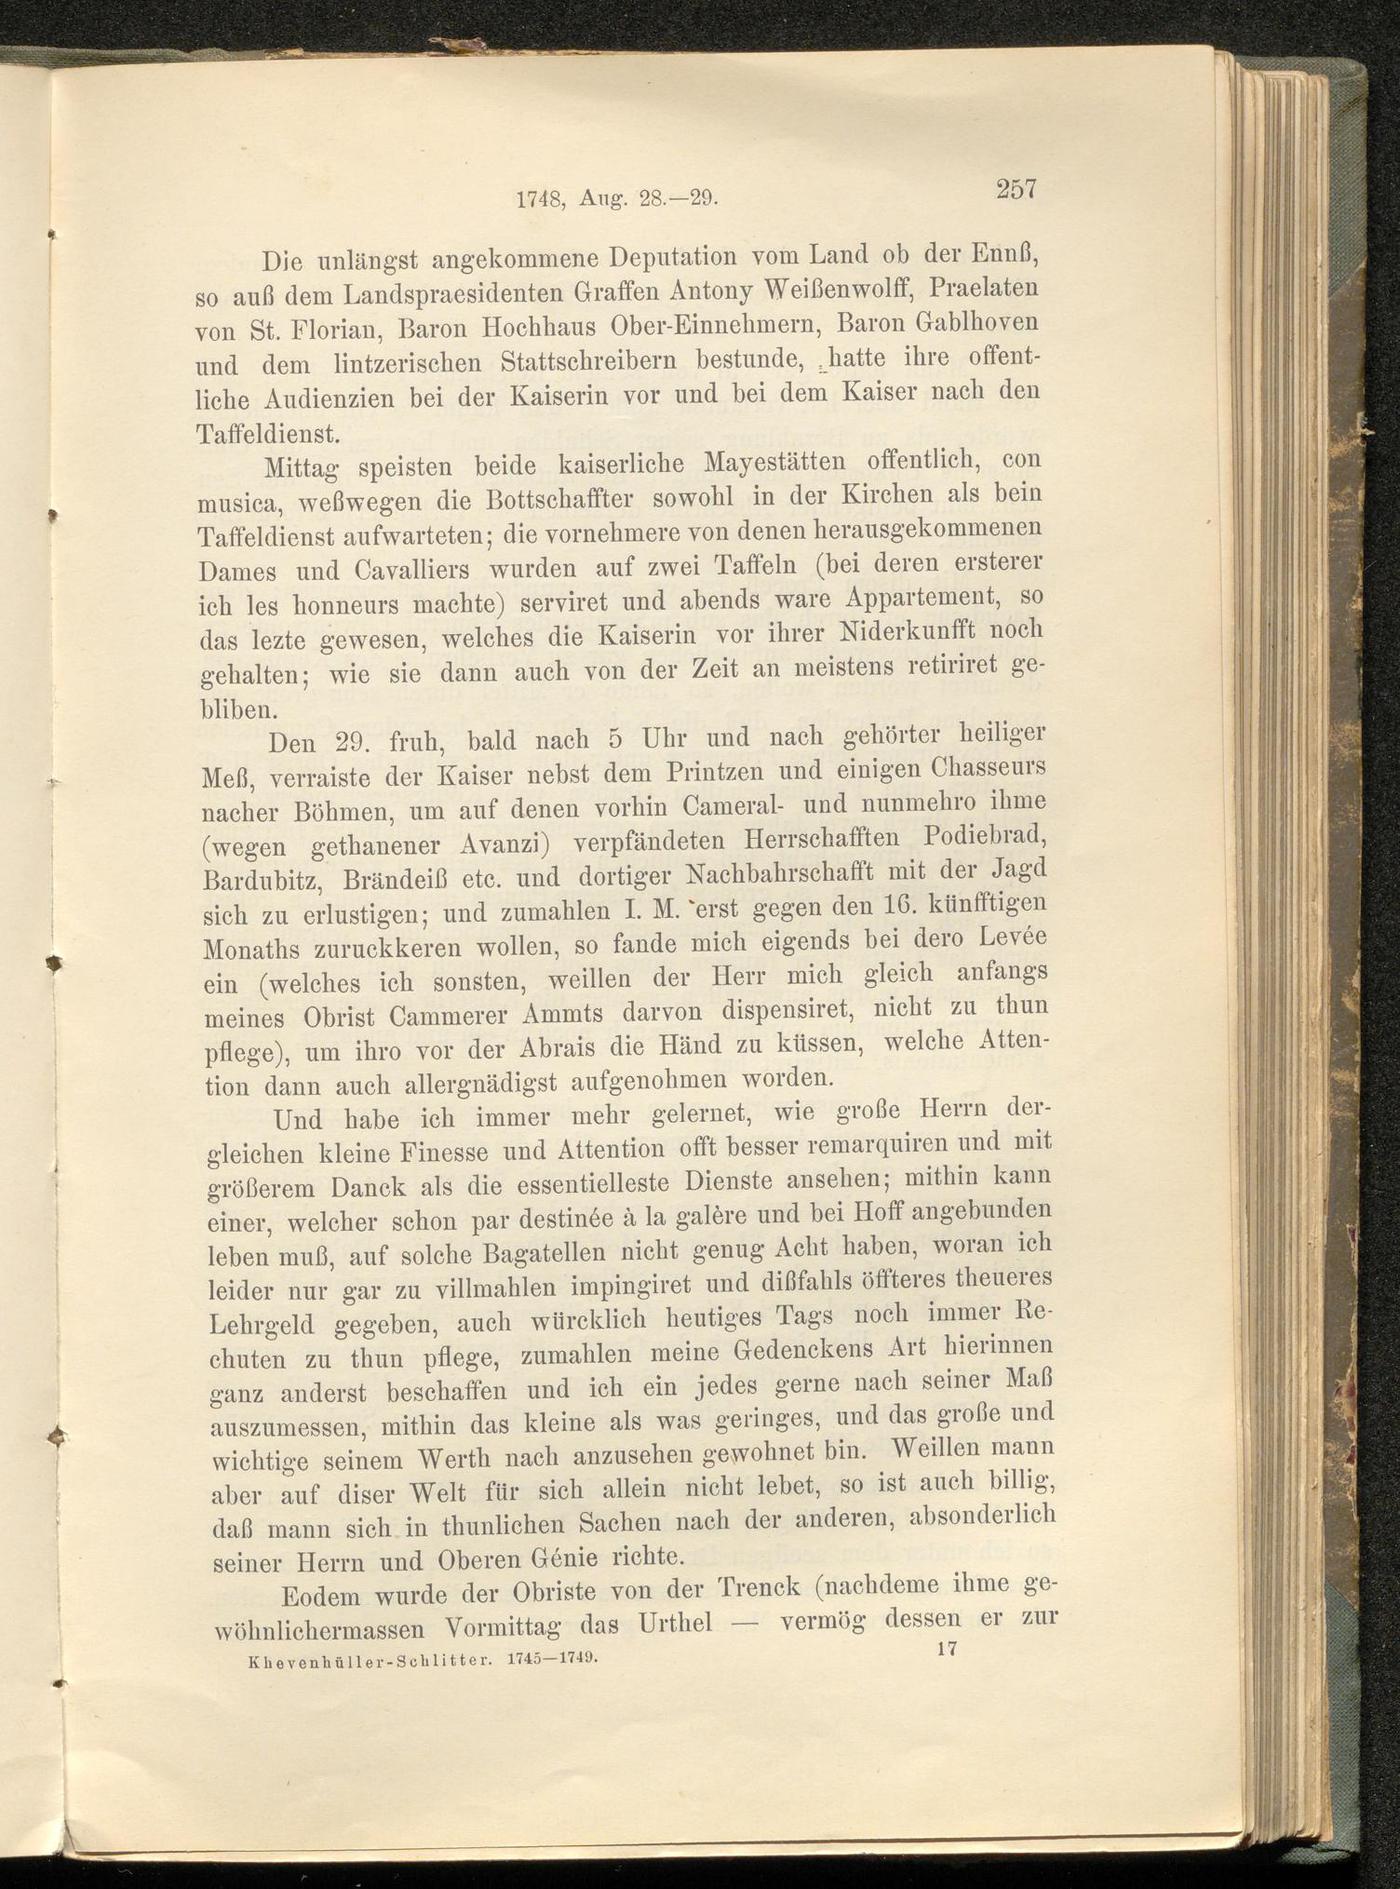 1748, Aug. 28.—29.
257
Die unlängst angekommene Deputation vom Land ob der Ennß,
so auß dem Landspraesidenten Graffen Antony Weißenwolff, Praelaten
von St. Florian, Baron Hochhaus Ober-Einnehmern, Baron Gablhoven
und dem lintzerischen Stattschreibern bestunde, hatte ihre offent-
liche Audienzien bei der Kaiserin vor und bei dem Kaiser nach den
Taffeldienst.
Mittag speisten beide kaiserliche Mayestätten offentlich, con
musica, weßwegen die Bottschaffter sowohl in der Kirchen als bein
Taffeldienst aufwarteten; die vornehmere von denen herausgekommenen
Dames und Cavalliers wurden auf zwei Taffeln (bei deren ersterer
ich les honneurs machte) serviret und abends ware Appartement, so
das lezte gewesen, welches die Kaiserin vor ihrer Niderkunfft noch
gehalten; wie sie dann auch von der Zeit an meistens retiriret ge-
bliben.
Den 29. fruh, bald nach 5 Uhr und nach gehörter heiliger
Meß, verraiste der Kaiser nebst dem Printzen und einigen Chasseurs
nacher Böhmen, um auf denen vorhin Cameral- und nunmehro ihme
(wegen gethanener Avanzi) verpfändeten Herrschafften Podiebrad,
Bardubitz, Brändeiß etc. und dortiger Nachbahrschafft mit der Jagd
sich zu erlustigen; und zumahlen I. M. erst gegen den 16. künfftigen
Monaths zuruckkeren wollen, so fande mich eigends bei dero Levée
ein (welches ich sonsten, weillen der Herr mich gleich anfangs
meines Obrist Cammerer Ammts darvon dispensiret, nicht zu thun
pflege), um ihro vor der Abrais die Händ zu küssen, welche Atten-
tion dann auch allergnädigst aufgenohmen worden.
Und habe ich immer mehr gelernet, wie große Herrn der-
gleichen kleine Finesse und Attention offt besser remarquiren und mit
größerem Danck als die essentielleste Dienste ansehen; mithin kann
einer, welcher schon par destinée à la galère und bei Hoff angebunden
leben muß, auf solche Bagatellen nicht genug Acht haben, woran ich
leider nur gar zu villmahlen impingiret und dißfahls öffteres theueres
Lehrgeld gegeben, auch würcklich heutiges Tags noch immer Re-
chuten zu thun pflege, zumahlen meine Gedenckens Art hierinnen
ganz anderst beschaffen und ich ein jedes gerne nach seiner Maß
auszumessen, mithin das kleine als was geringes, und das große und
wichtige seinem Werth nach anzusehen gewohnet bin. Weillen mann
aber auf diser Welt für sich allein nicht lebet, so ist auch billig,
daß mann sich in thunlichen Sachen nach der anderen, absonderlich
seiner Herrn und Oberen Génie richte.
Eodem wurde der Obriste von der Trenck (nachdeme ihme ge-
wöhnlichermassen Vormittag das Urthel — vermög dessen er zur
Khevenhüller-Schlitter. 1745—1749.
17